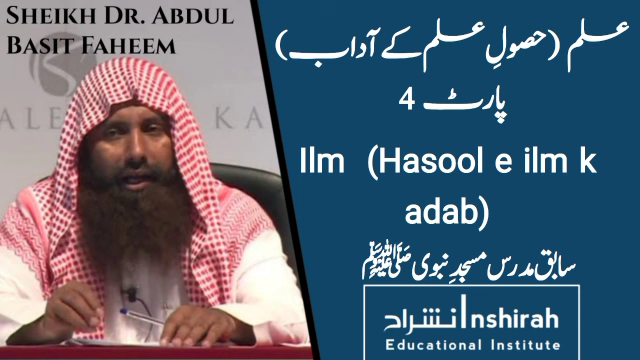 SHEIKH DR. ABDUL
BASIT FAHEEM
علم (حصولِ علم کے آداب)
پارٹ 4
Ilm (Hasool e ilm k
adab)
سابق مدرس مسجدِ نبوی ﷺ
انشراح Inshirah
Educational Institute